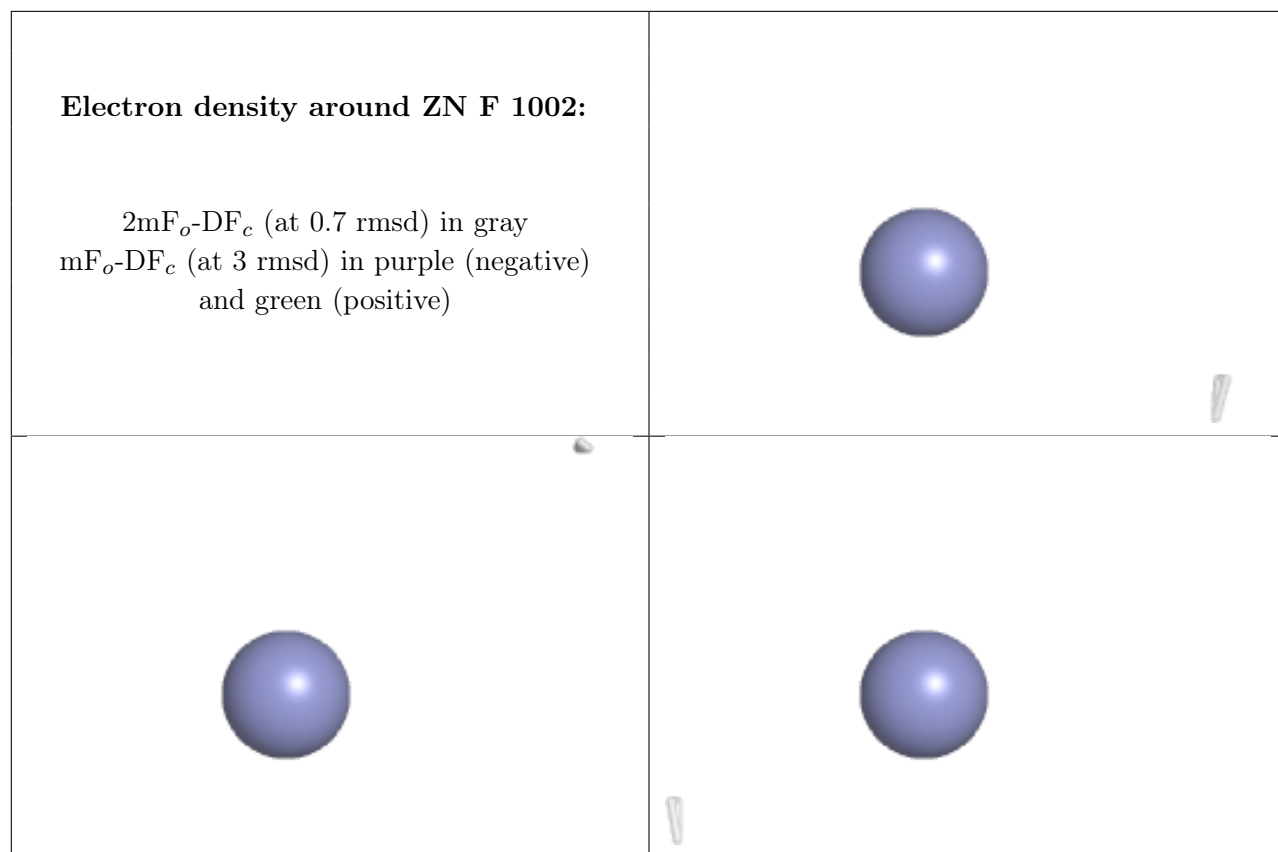 Electron density around ZN F 1002:
2mFo-DFc (at 0.7 rmsd) in gray
mFo-DFc (at 3 rmsd) in purple (negative)
and green (positive)